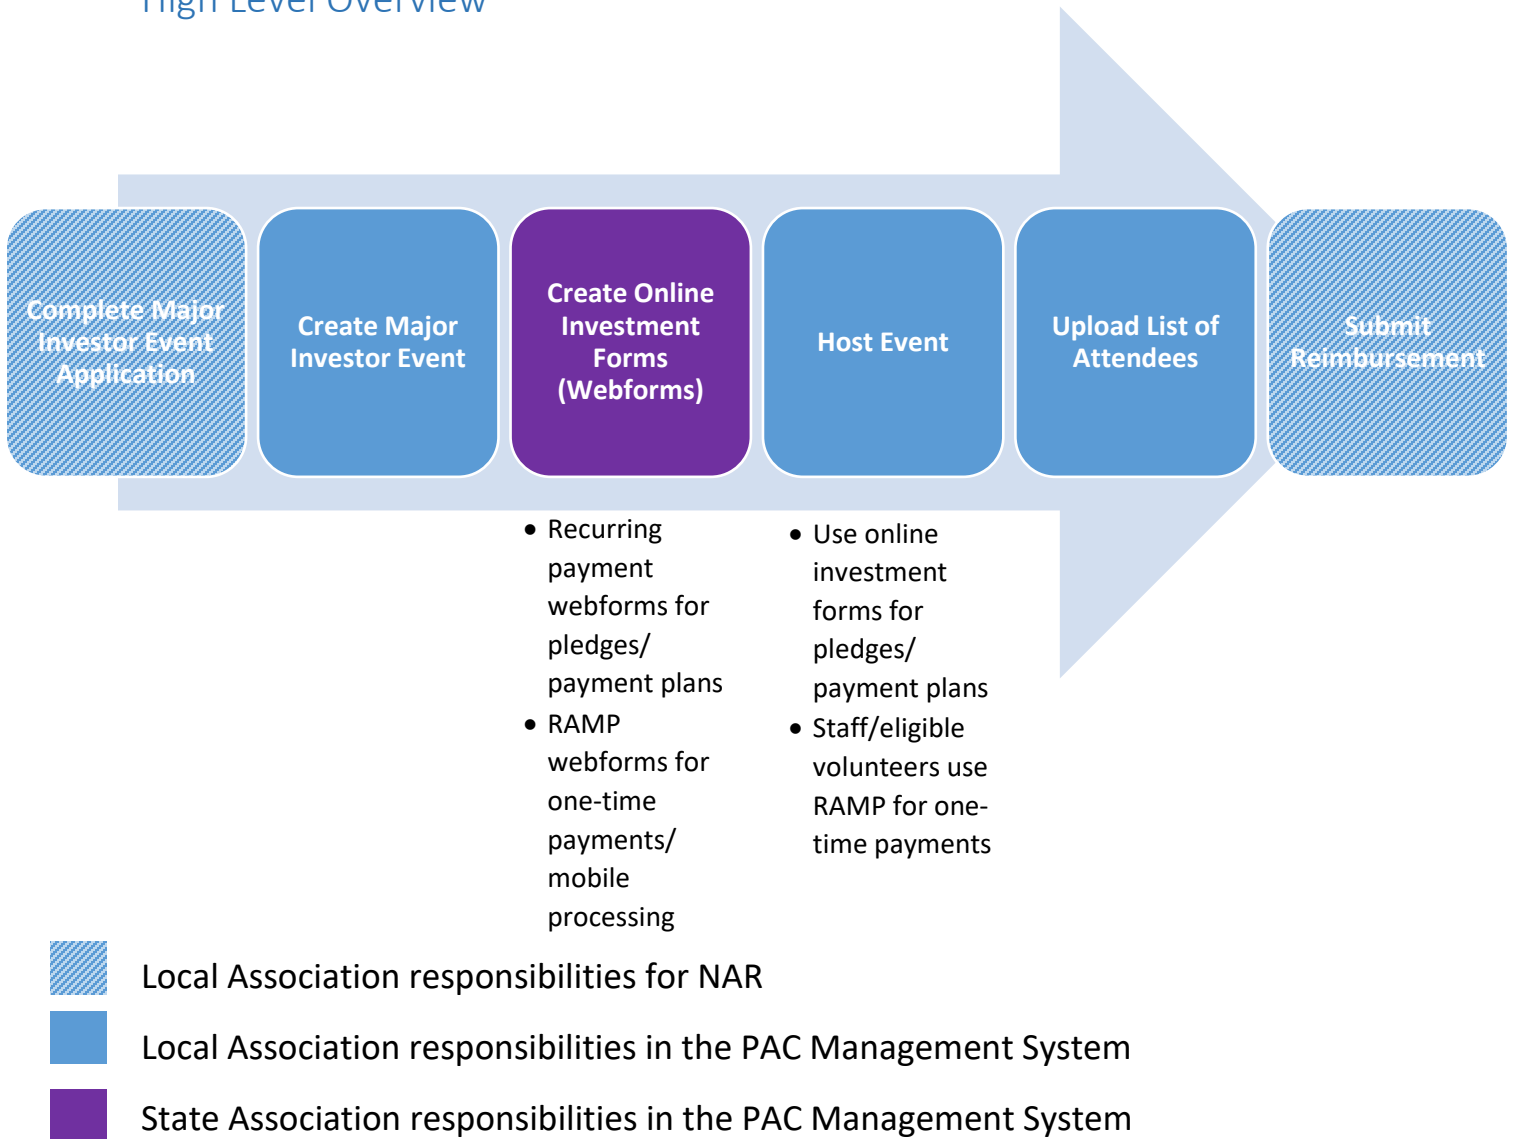 High Level Overview
Complete Major
Investor Event
Application
Create Major
Investor Event
Create Online
Investment
Forms
(Webforms)
Host Event
Upload List of
Attendees
Submit
Reimbursement
• Recurring
payment
webforms for
pledges/
payment plans
• RAMP
webforms for
one-time
payments/
mobile
processing
• Use online
investment
forms for
pledges/
payment plans
• Staff/eligible
volunteers use
RAMP for one-
time payments
Local Association responsibilities for NAR
Local Association responsibilities in the PAC Management System
State Association responsibilities in the PAC Management System